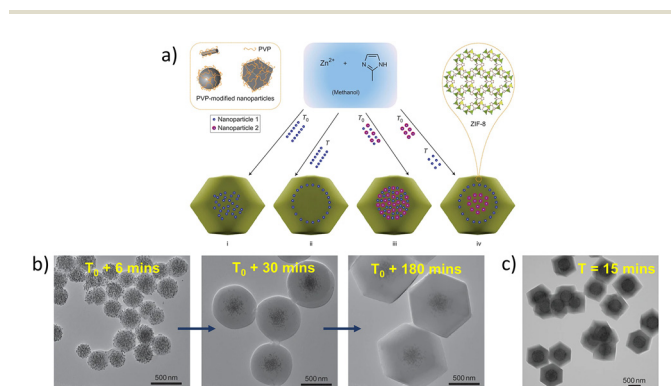 a)
PVP
PVP-modified nanoparticles
Zn²⁺ +
N
NH
(Methanol)
ZIF-8
Nanoparticle 1
Nanoparticle 2
T₀
T
T₀
T₀
T
i
ii
iii
iv
b)
T₀ + 6 mins
500 nm
T₀ + 30 mins
500 nm
T₀ + 180 mins
500 nm
c)
T = 15 mins
500 nm